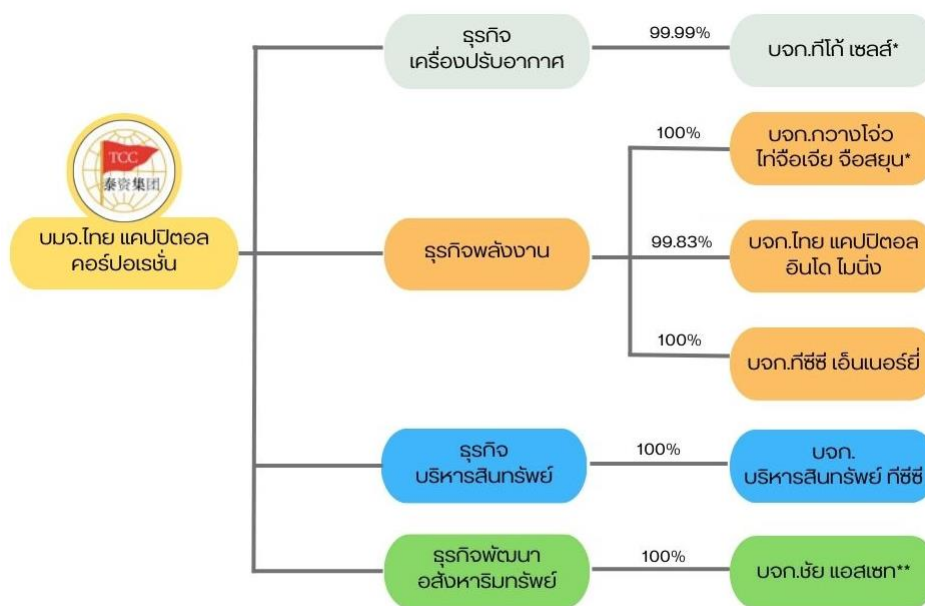 ธุรกิจ
เครื่องปรับอากาศ
99.99%
บจก.ทีโก้ เซลส์*
TCC
泰资集团
บมจ.ไทย แคปปิตอล
คอร์ปอเรชั่น
ธุรกิจพลังงาน
100%
บจก.กวางโจ่ว
ไท่จือเจีย จือสยุน*
99.83%
บจก.ไทย แคปปิตอล
อินโด ไมนิ่ง
100%
บจก.ทีซีซี เอ็นเนอร์ยี่
ธุรกิจ
บริหารสินทรัพย์
100%
บจก.
บริหารสินทรัพย์ ทีซีซี
ธุรกิจพัฒนา
อสังหาริมทรัพย์
100%
บจก.ชัย แอสเซท**